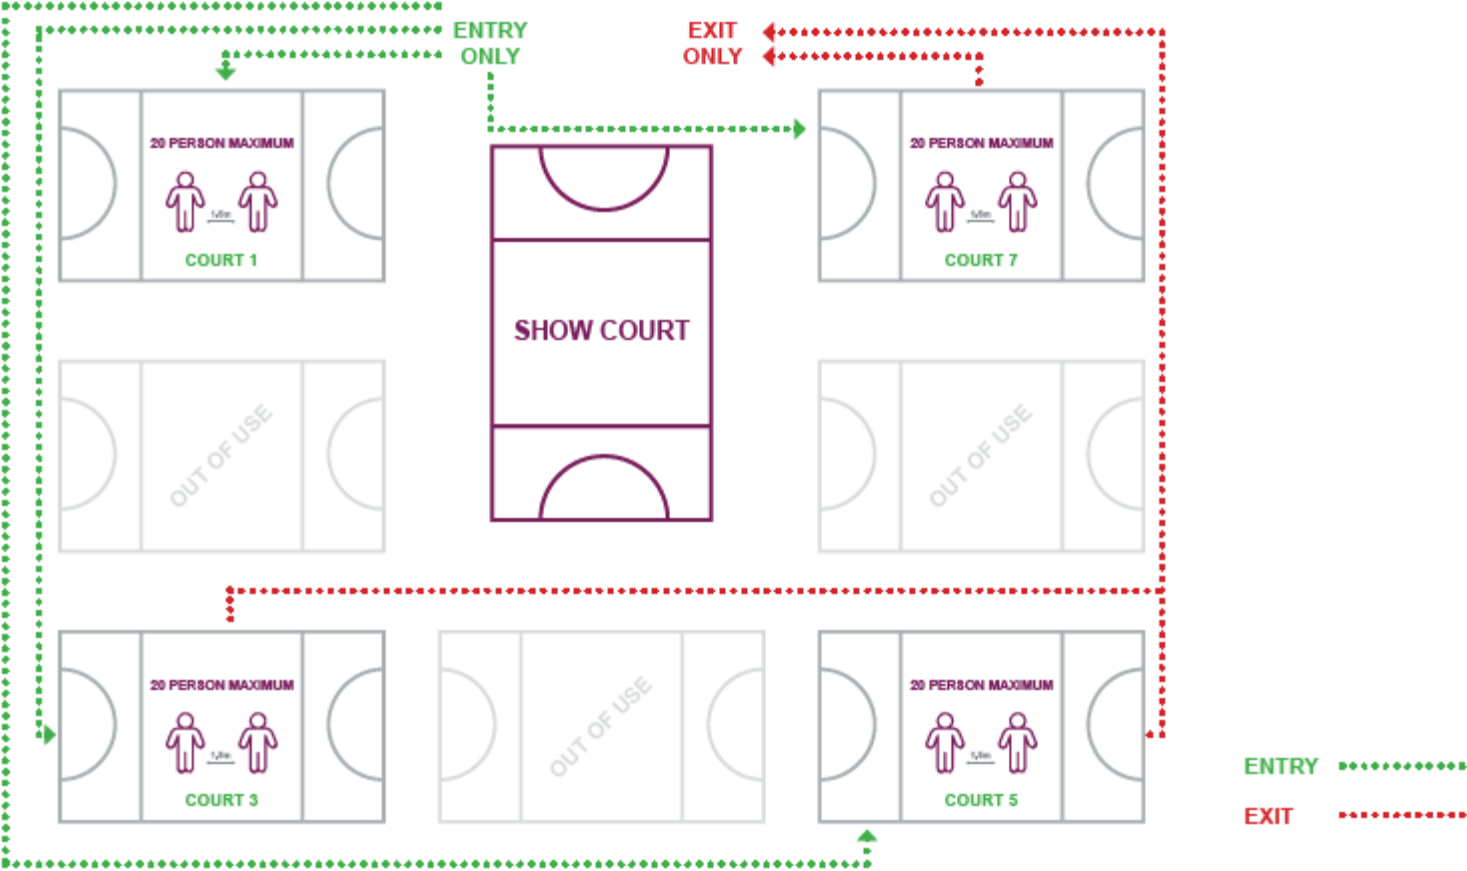 ENTRY
ONLY
EXIT
ONLY
20 PERSON MAXIMUM
COURT 1
20 PERSON MAXIMUM
COURT 7
SHOW COURT
OUT OF USE
OUT OF USE
20 PERSON MAXIMUM
COURT 3
OUT OF USE
20 PERSON MAXIMUM
COURT 5
ENTRY
EXIT